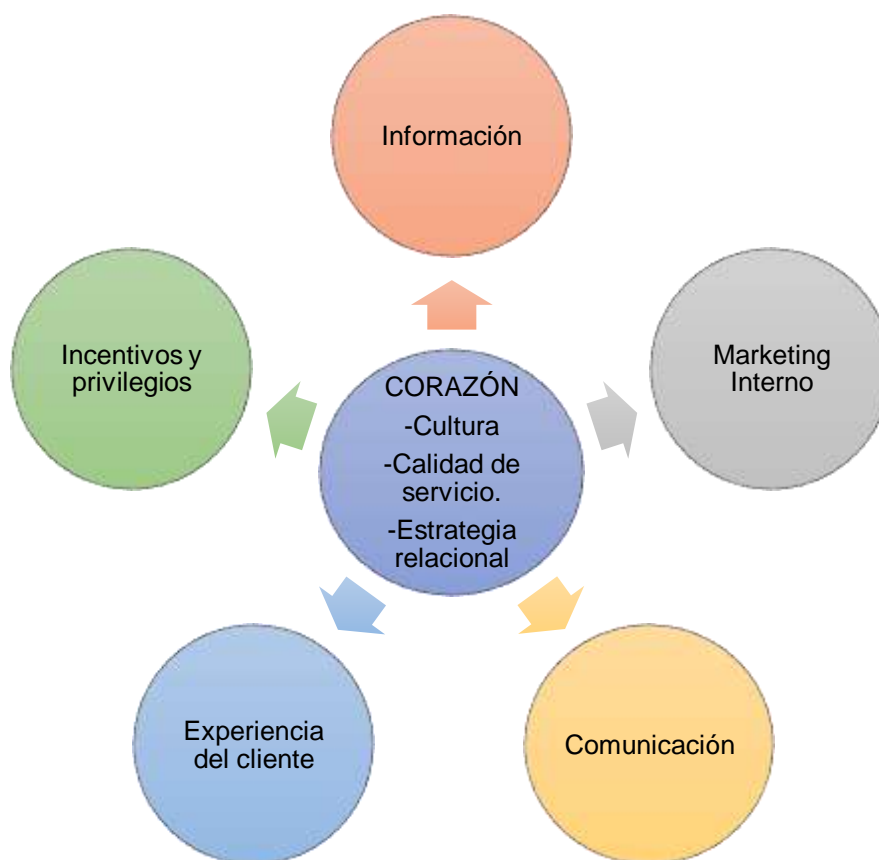 Información
Incentivos y
privilegios
Marketing
Interno
CORAZÓN
-Cultura
-Calidad de
servicio.
-Estrategia
relacional
Experiencia
del cliente
Comunicación